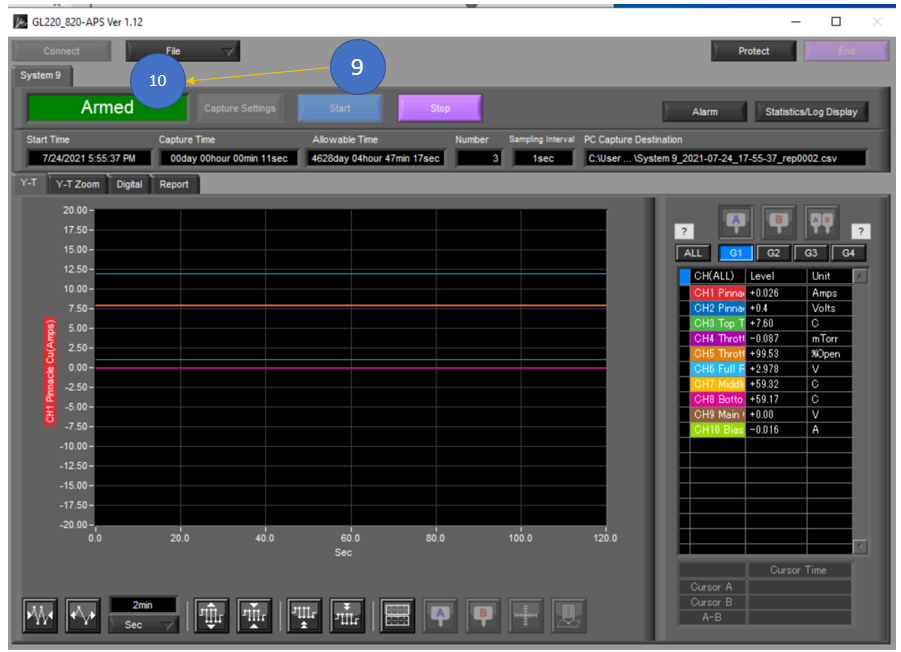 GL220_820-APS Ver 1.12
Connect File Protect End
System 9
10 9
Armed Capture Settings Start Stop Alarm Statistics/Log Display
Start Time Capture Time Allowable Time Number Sampling Interval PC Capture Destination
7/24/2021 5:55:37 PM 00day 00hour 00min 11sec 4628day 04hour 47min 17sec 3 1sec C:\User ... \System 9_2021-07-24_17-55-37_rep0002.csv
Y-T Y-T Zoom Digital Report
20.00
17.50
15.00
12.50
10.00
7.50
5.00
2.50
0.00
-2.50
-5.00
-7.50
-10.00
-12.50
-15.00
-17.50
-20.00
CH1 Pinnacle Cu(Amps)
0.0 20.0 40.0 60.0 80.0 100.0 120.0
Sec
? A B A B ?
ALL G1 G2 G3 G4
CH(ALL) Level Unit
CH1 Pinna +0.026 Amps
CH2 Pinna +0.4 Volts
CH3 Top T +7.60 C
CH4 Thrott -0.087 mTorr
CH5 Thrott +99.53 %Open
CH6 Full R +2.978 V
CH7 Middle +59.32 C
CH8 Botto +59.17 C
CH9 Main +0.00 V
CH10 Bias -0.016 A
Cursor Time
Cursor A
Cursor B
A-B
2min
Sec
A B